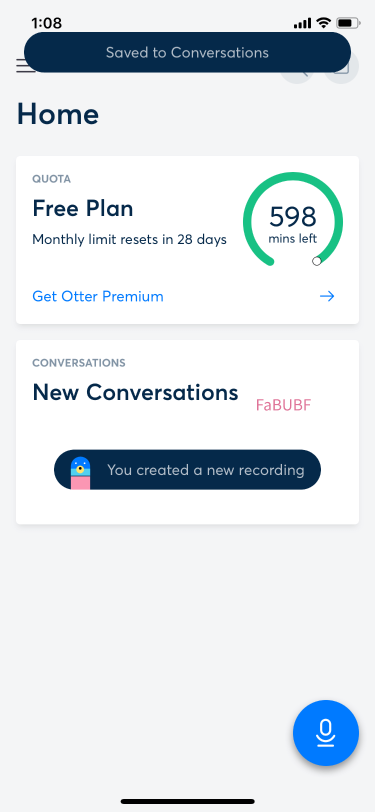 1:08
Saved to Conversations
Home
QUOTA
Free Plan
Monthly limit resets in 28 days
598
mins left
Get Otter Premium
CONVERSATIONS
New Conversations
FaBUBF
You created a new recording